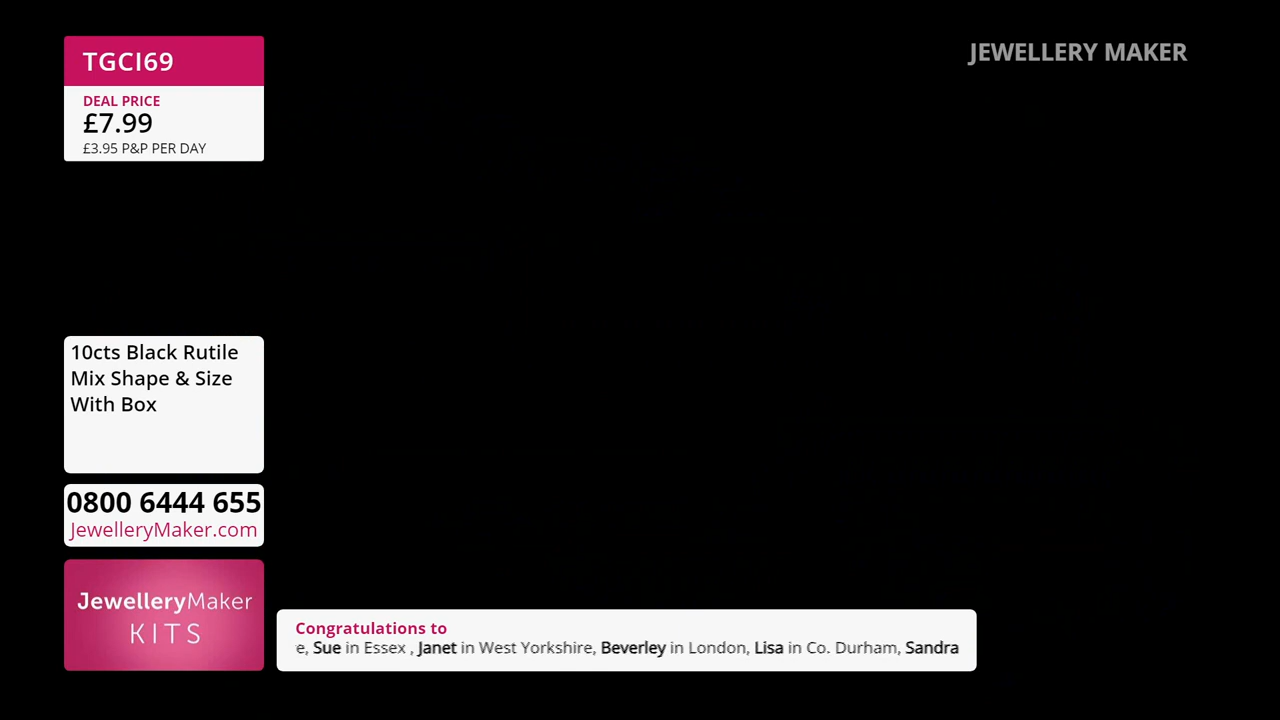 TGCI69
DEAL PRICE
£7.99
£3.95 P&P PER DAY
JEWELLERY MAKER
10cts Black Rutile
Mix Shape & Size
With Box
0800 6444 655
JewelleryMaker.com
JewelleryMaker
KITS
Congratulations to
e, Sue in Essex , Janet in West Yorkshire, Beverley in London, Lisa in Co. Durham, Sandra